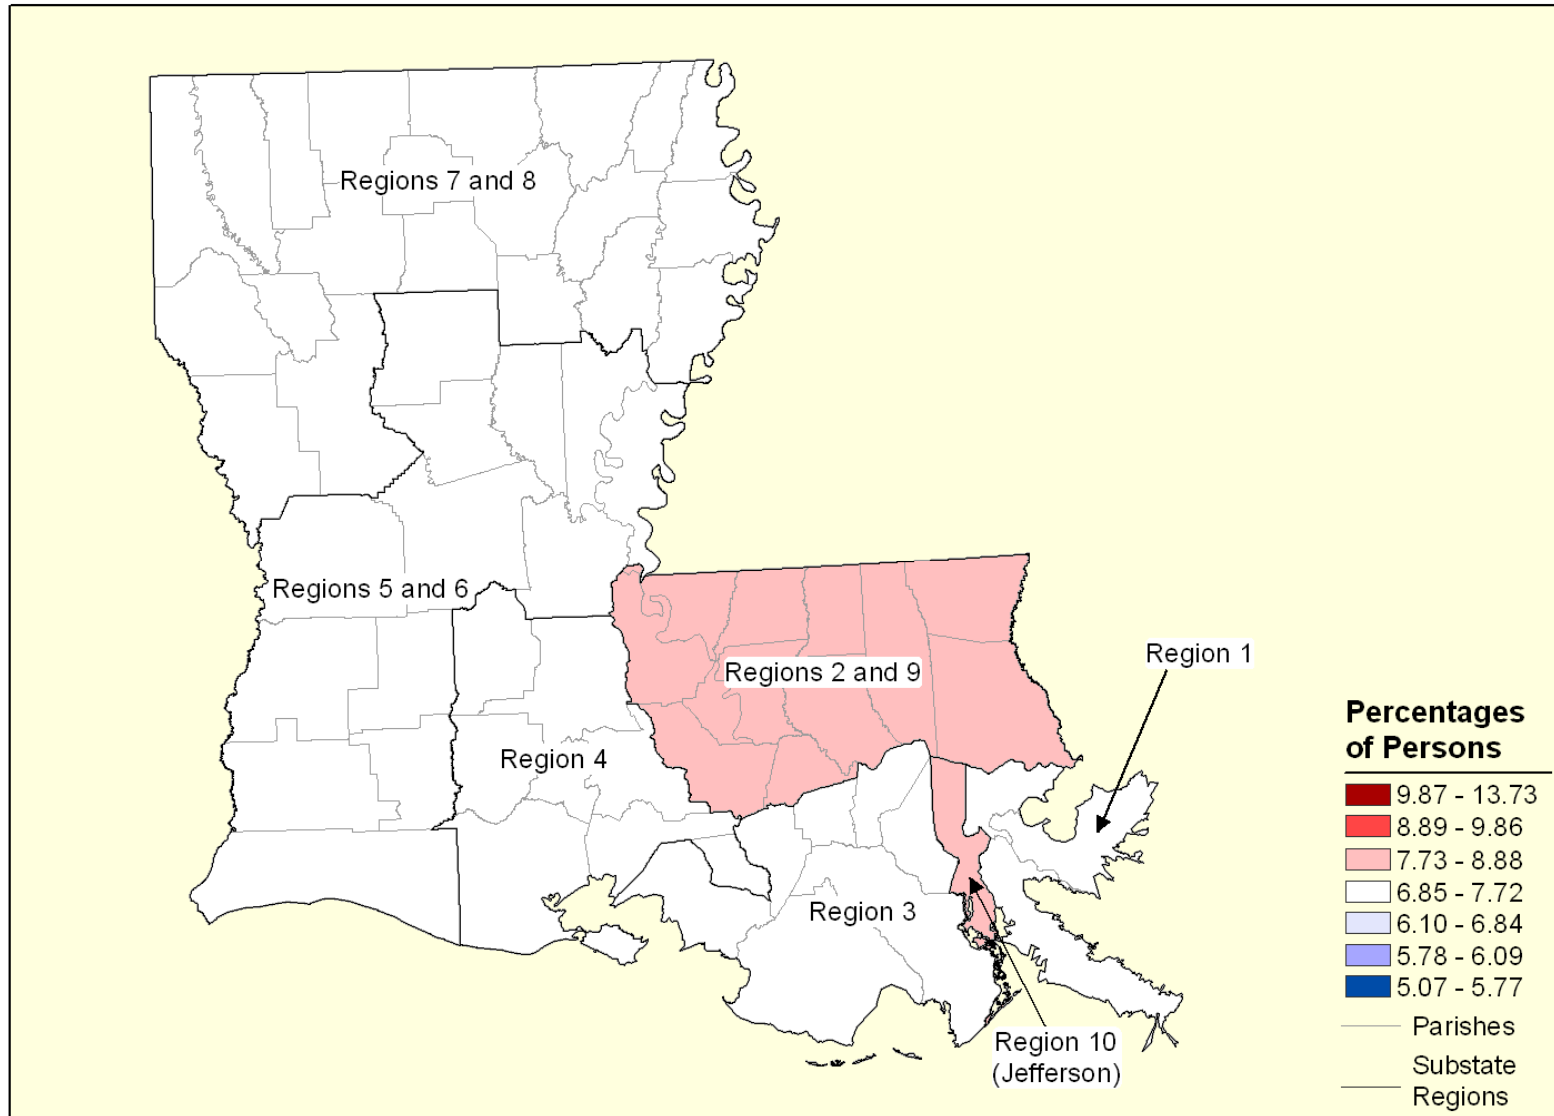 Regions 7 and 8
Regions 5 and 6
Regions 2 and 9
Region 1
Region 4
Region 3
Region 10
(Jefferson)
Percentages
of Persons
9.87 - 13.73
8.89 - 9.86
7.73 - 8.88
6.85 - 7.72
6.10 - 6.84
5.78 - 6.09
5.07 - 5.77
Parishes
Substate
Regions